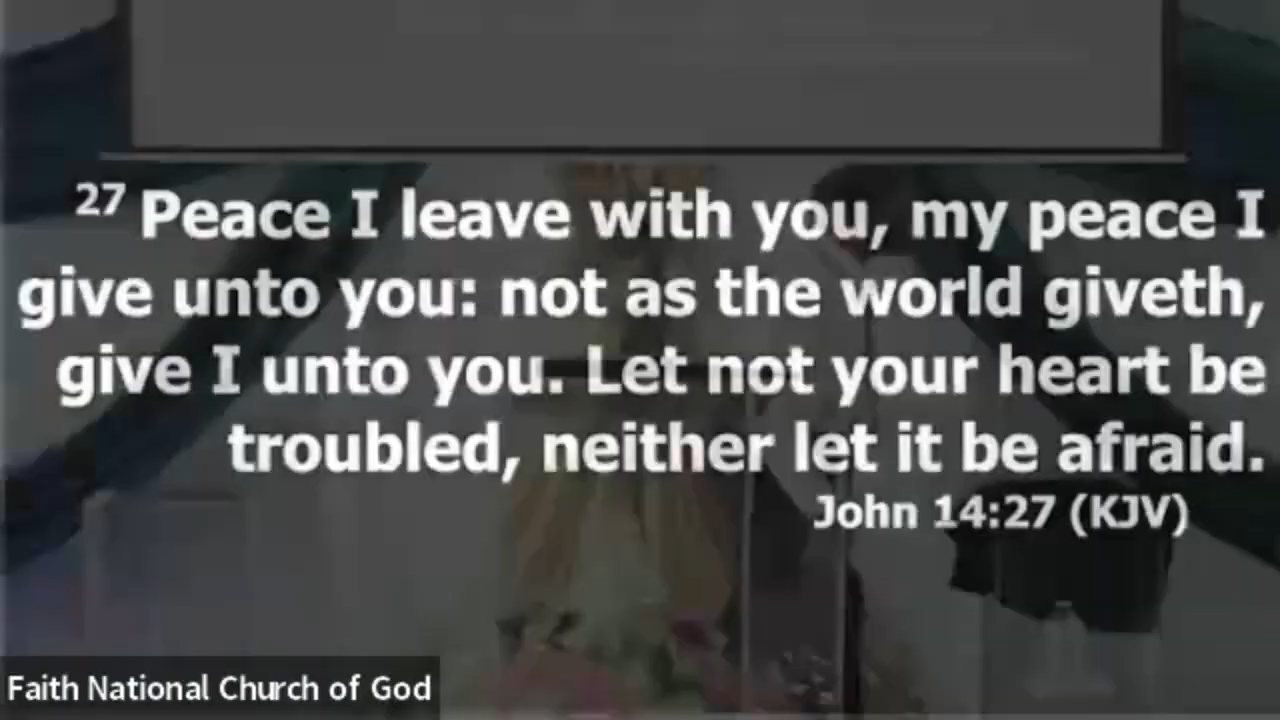 27 Peace I leave with you, my peace I
give unto you: not as the world giveth,
give I unto you. Let not your heart be
troubled, neither let it be afraid.
John 14:27 (KJV)
Faith National Church of God